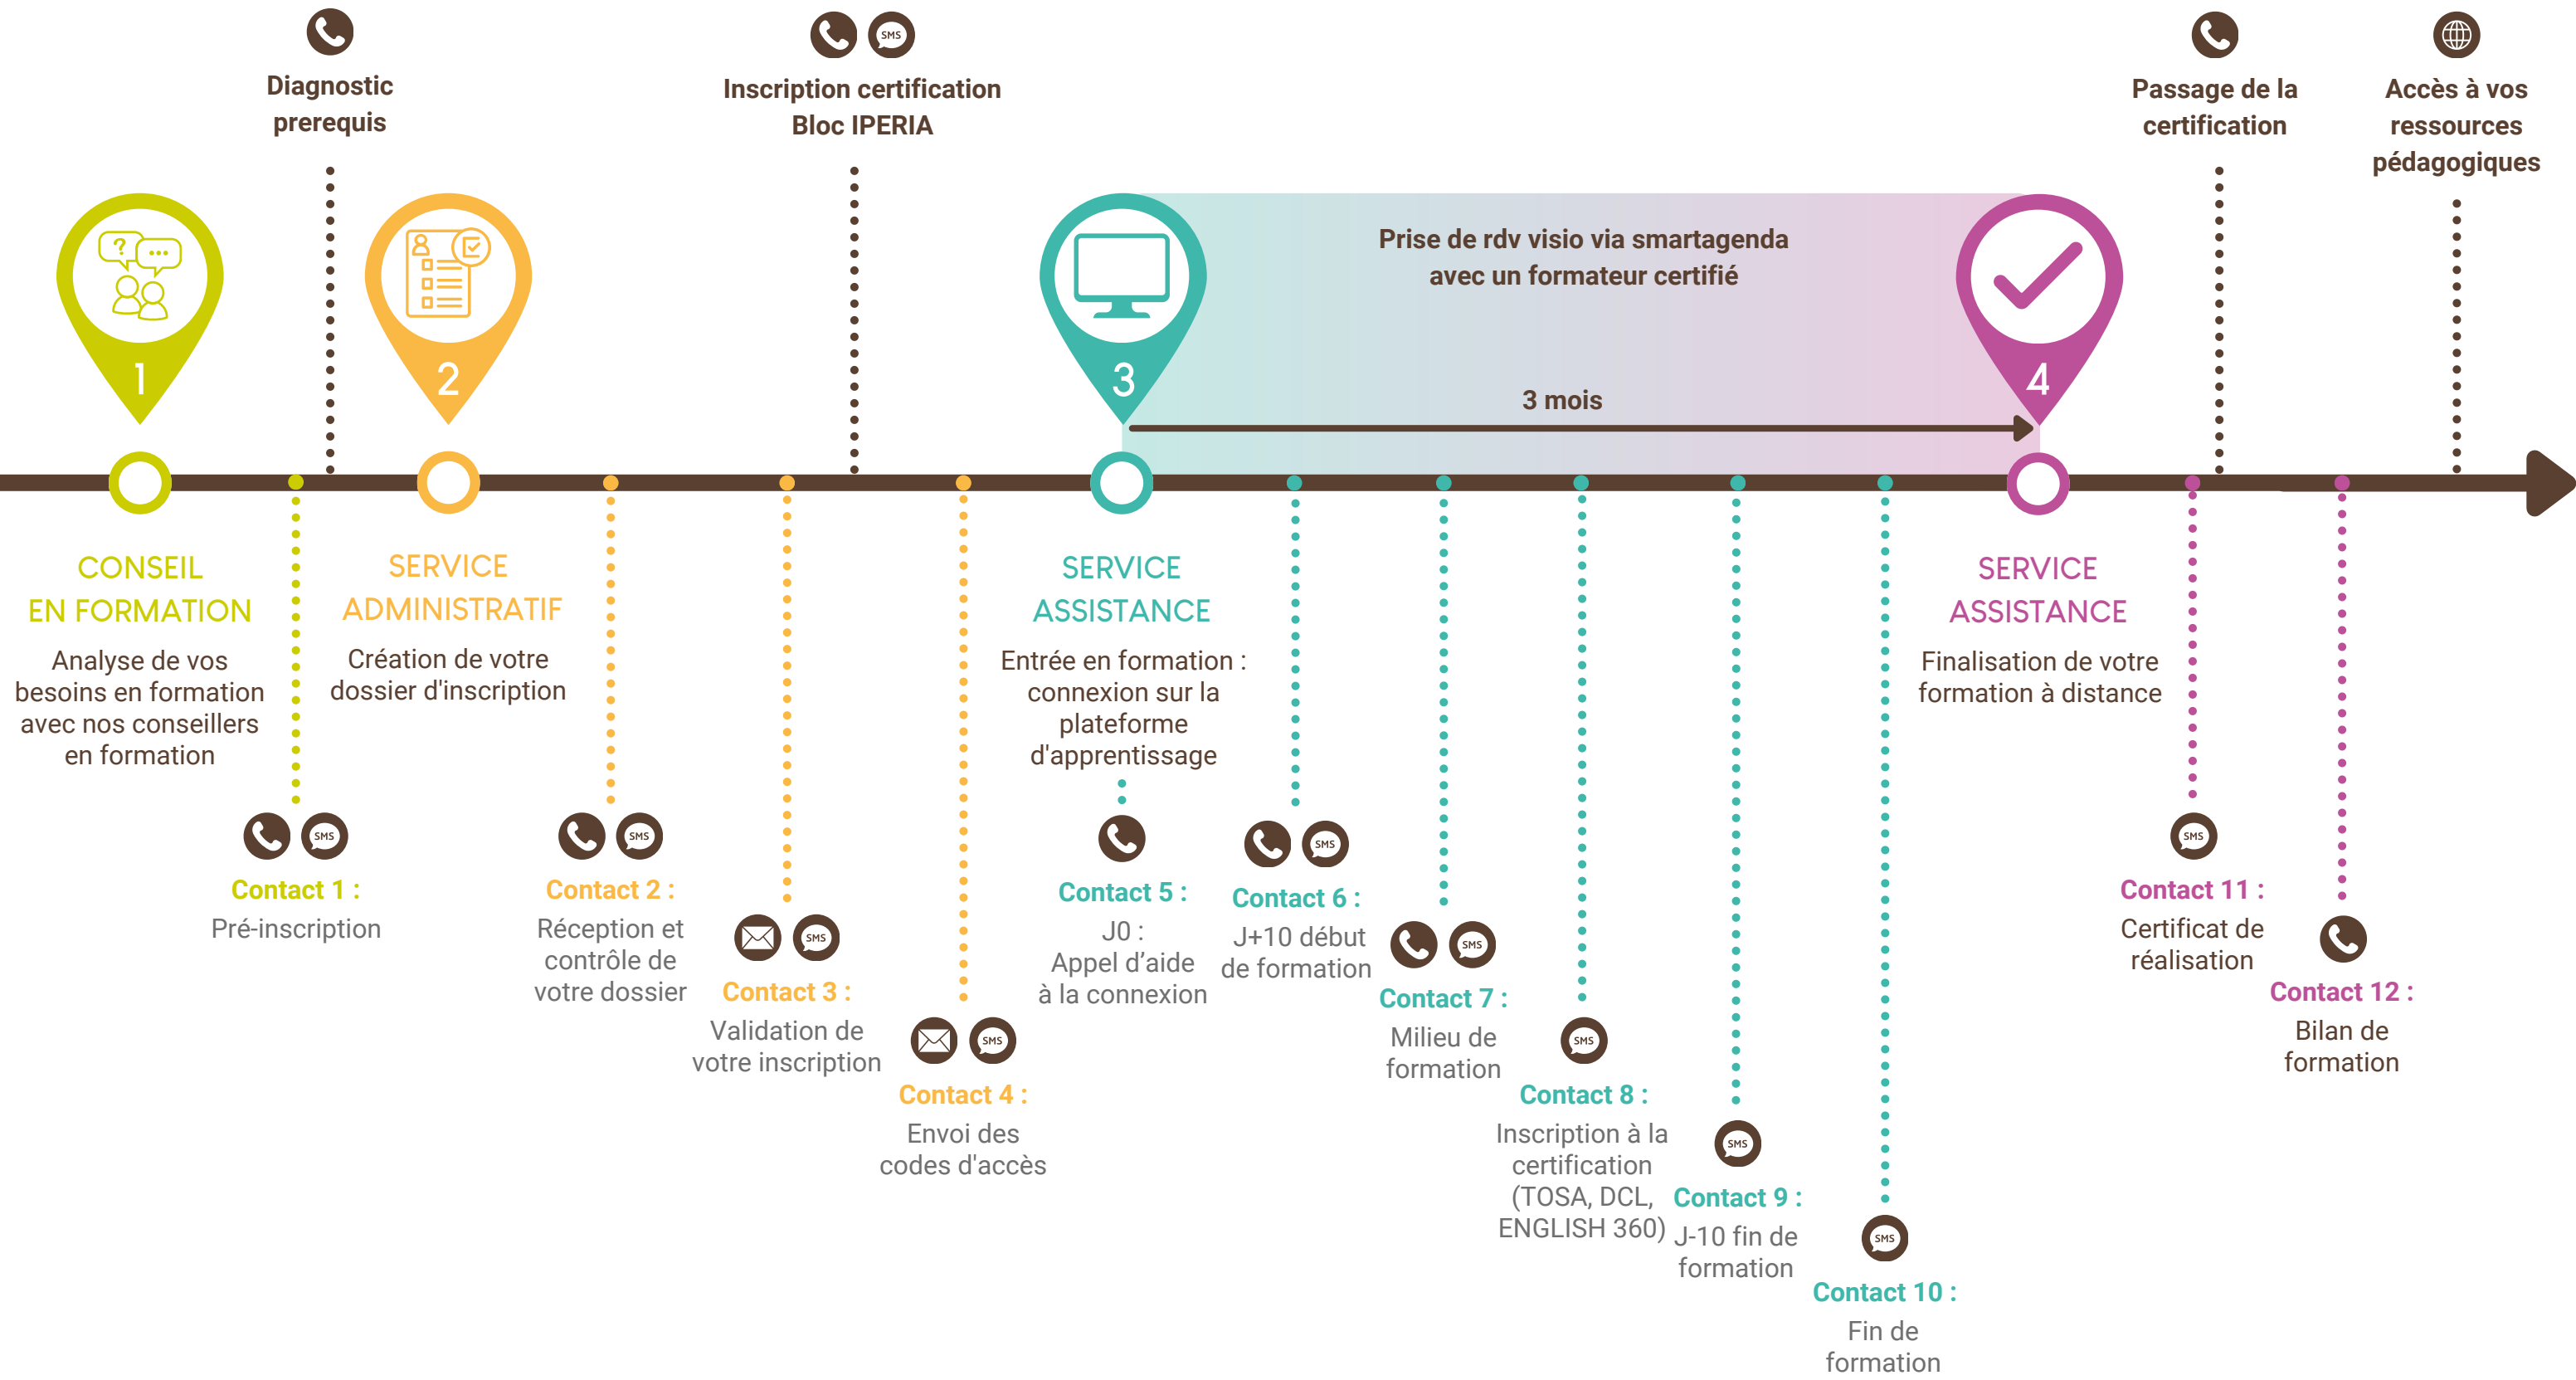 Diagnostic
prerequis
SMS
Inscription certification
Bloc IPERIA
Passage de la
certification
Accès à vos
ressources
pédagogiques
?
1
2
3
4
Prise de rdv visio via smartagenda
avec un formateur certifié
3 mois
CONSEIL
EN FORMATION
Analyse de vos
besoins en formation
avec nos conseillers
en formation
SERVICE
ADMINISTRATIF
Création de votre
dossier d'inscription
SERVICE
ASSISTANCE
Entrée en formation :
connexion sur la
plateforme
d'apprentissage
SERVICE
ASSISTANCE
Finalisation de votre
formation à distance
SMS
Contact 1 :
Pré-inscription
SMS
Contact 2 :
Réception et
contrôle de
votre dossier
SMS
Contact 3 :
Validation de
votre inscription
SMS
Contact 4 :
Envoi des
codes d'accès
Contact 5 :
J0 :
Appel d’aide
à la connexion
SMS
Contact 6 :
J+10 début
de formation
SMS
Contact 7 :
Milieu de
formation
SMS
Contact 8 :
Inscription à la
certification
(TOSA, DCL,
ENGLISH 360)
SMS
Contact 9 :
J-10 fin de
formation
SMS
Contact 10 :
Fin de
formation
SMS
Contact 11 :
Certificat de
réalisation
Contact 12 :
Bilan de
formation